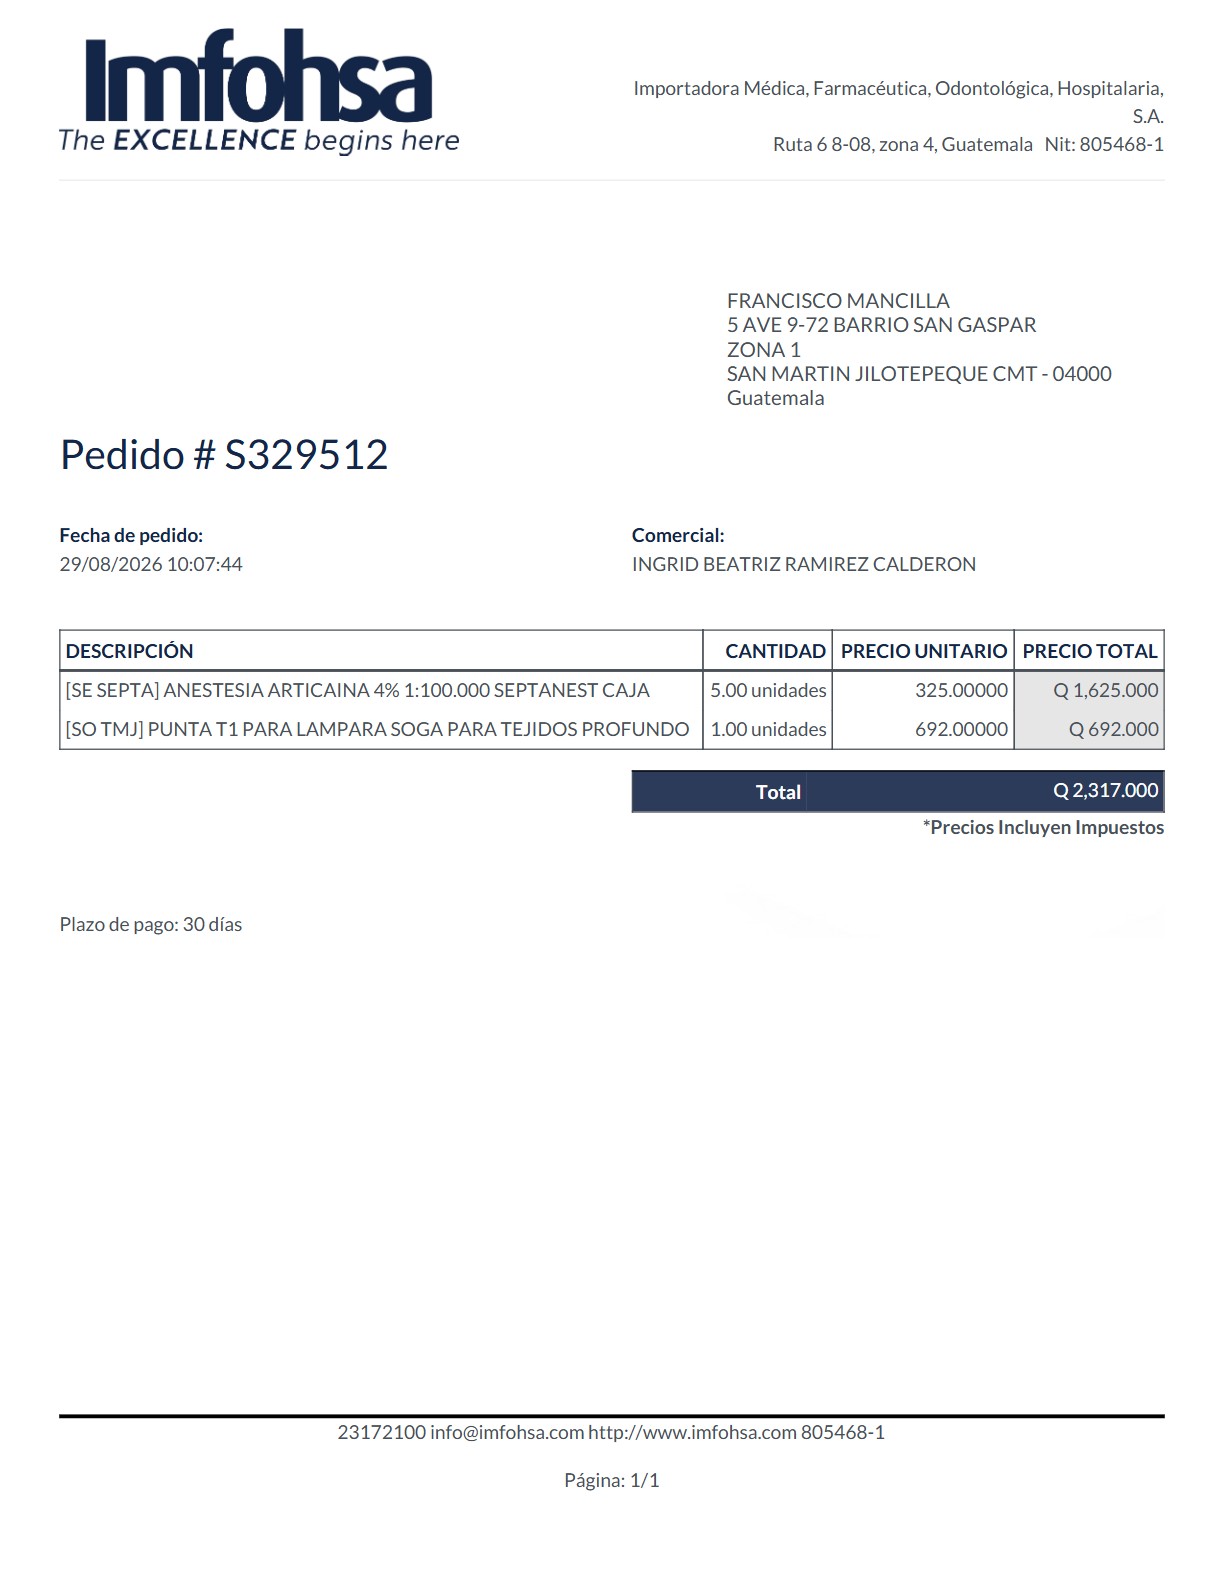 Imfohsa
The EXCELLENCE begins here
Importadora Médica, Farmacéutica, Odontológica, Hospitalaria,
S.A.
Ruta 6 8-08, zona 4, Guatemala   Nit: 805468-1
FRANCISCO MANCILLA
5 AVE 9-72 BARRIO SAN GASPAR
ZONA 1
SAN MARTIN JILOTEPEQUE CMT - 04000
Guatemala
Pedido # S329512
Fecha de pedido: Comercial:
29/08/2026 10:07:44 INGRID BEATRIZ RAMIREZ CALDERON
DESCRIPCIÓN CANTIDAD PRECIO UNITARIO PRECIO TOTAL
[SE SEPTA] ANESTESIA ARTICAINA 4% 1:100.000 SEPTANEST CAJA 5.00 unidades 325.00000 Q 1,625.000
[SO TMJ] PUNTA T1 PARA LAMPARA SOGA PARA TEJIDOS PROFUNDO 1.00 unidades 692.00000 Q 692.000
Total Q 2,317.000
*Precios Incluyen Impuestos
Plazo de pago: 30 días
23172100 info@imfohsa.com http://www.imfohsa.com 805468-1
Página: 1/1